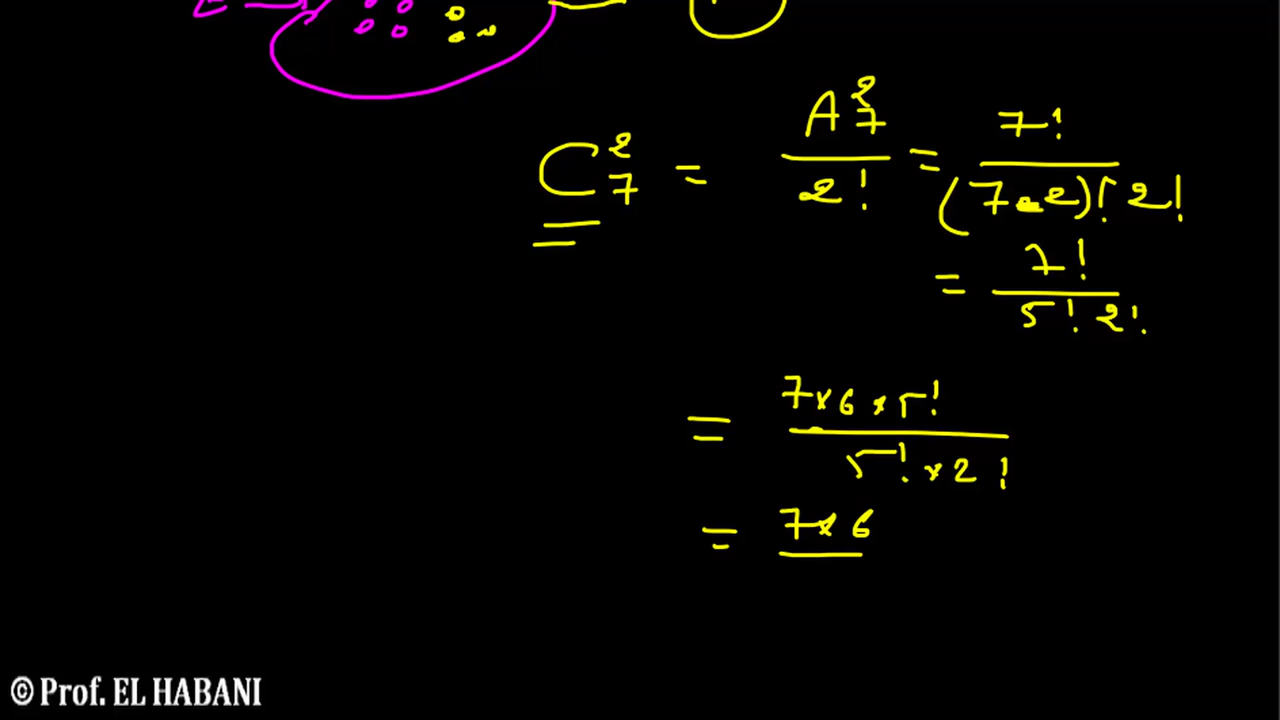 C²₇ = A²₇ / 2! = 7! / (7-2)! 2!
= 7! / 5! 2!
= 7×6×5! / 5!×2!
= 7×6
© Prof. EL HABANI